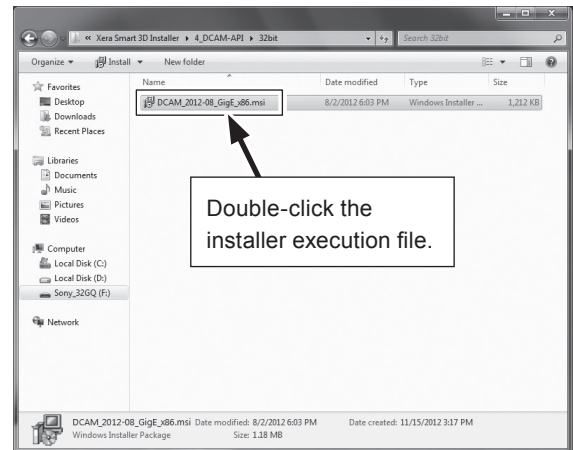 « Xera Smart 3D Installer ▸ 4_DCAM-API ▸ 32bit
Search 32bit
Organize ▾ Install ▾ New folder
Name Date modified Type Size
DCAM_2012-08_GigE_x86.msi 8/2/2012 6:03 PM Windows Installer ... 1,212 KB
Favorites
Desktop
Downloads
Recent Places
Libraries
Documents
Music
Pictures
Videos
Computer
Local Disk (C:)
Local Disk (D:)
Sony_32GQ (F:)
Network
Double-click the
installer execution file.
DCAM_2012-08_GigE_x86.msi Date modified: 8/2/2012 6:03 PM Date created: 11/15/2012 3:17 PM
Windows Installer Package Size: 1.18 MB